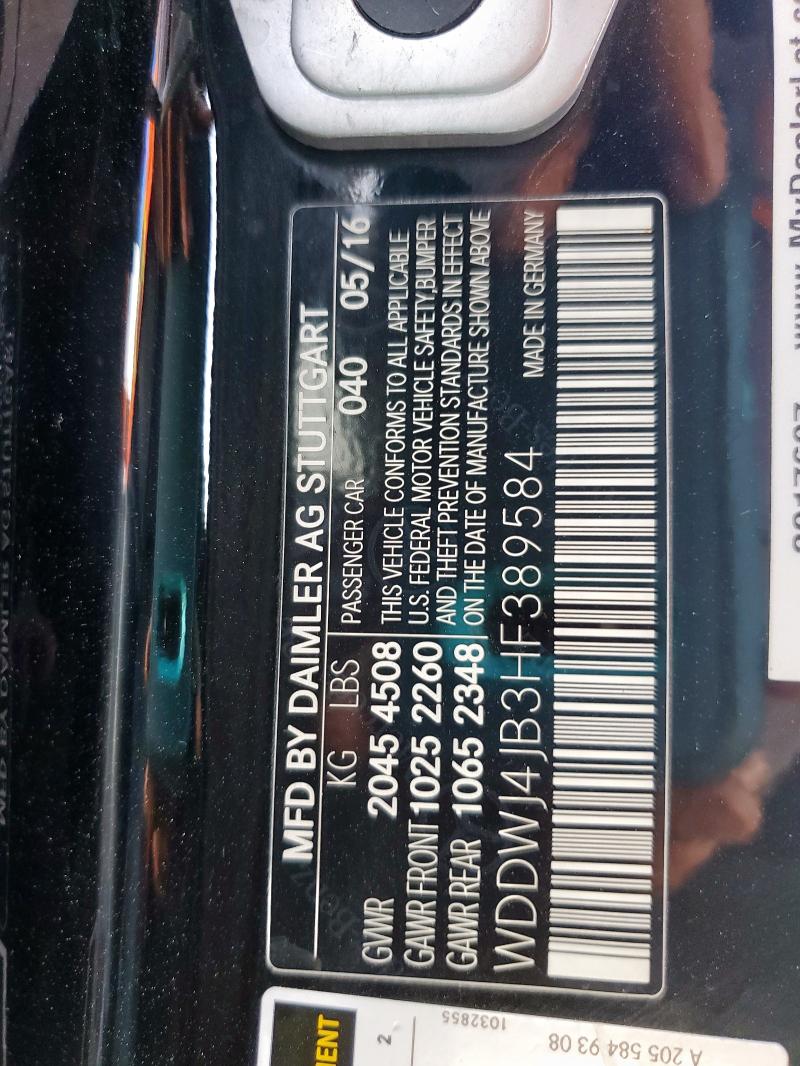 MFD BY DAIMLER AG STUTTGART
KG LBS PASSENGER CAR 040 05/16
GVWR 2045 4508 THIS VEHICLE CONFORMS TO ALL APPLICABLE
GAWR FRONT 1025 2260 U.S. FEDERAL MOTOR VEHICLE SAFETY,BUMPER
AND THEFT PREVENTION STANDARDS IN EFFECT
GAWR REAR 1065 2348 ON THE DATE OF MANUFACTURE SHOWN ABOVE
WDDWJ4JB3HF389584 MADE IN GERMANY
2
1032855
A 205 584 93 08